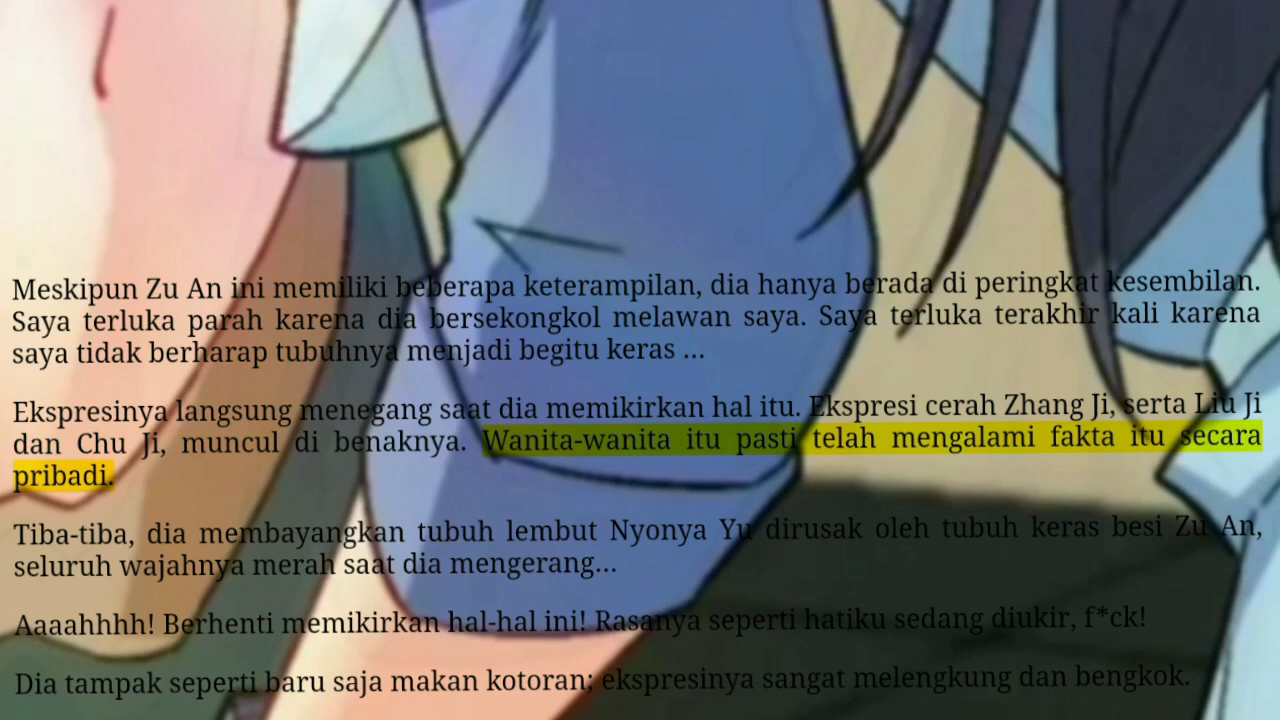 Meskipun Zu An ini memiliki beberapa keterampilan, dia hanya berada di peringkat kesembilan.
Saya terluka parah karena dia bersekongkol melawan saya. Saya terluka terakhir kali karena
saya tidak berharap tubuhnya menjadi begitu keras ...
Ekspresinya langsung menegang saat dia memikirkan hal itu. Ekspresi cerah Zhang Ji, serta Liu Ji
dan Chu Ji, muncul di benaknya. Wanita-wanita itu pasti telah mengalami fakta itu secara
pribadi.
Tiba-tiba, dia membayangkan tubuh lembut Nyonya Yu dirusak oleh tubuh keras besi Zu An,
seluruh wajahnya merah saat dia mengerang...
Aaaahhhh! Berhenti memikirkan hal-hal ini! Rasanya seperti hatiku sedang diukir, f*ck!
Dia tampak seperti baru saja makan kotoran; ekspresinya sangat melengkung dan bengkok.